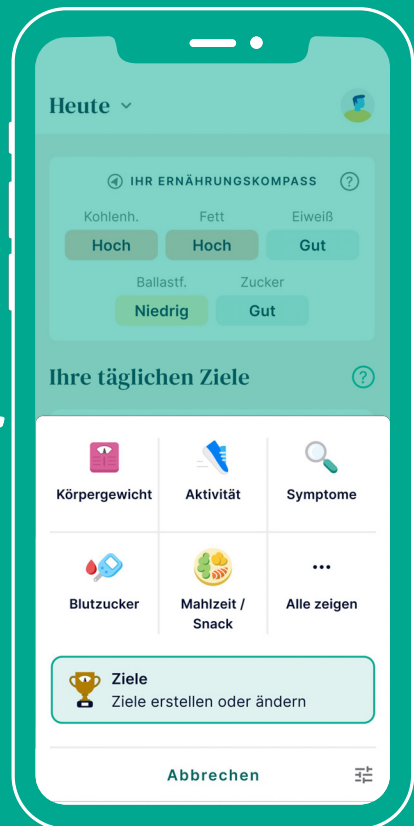 Heute
IHR ERNÄHRUNGSKOMPASS ?
Kohlenh. Fett Eiweiß
Hoch Hoch Gut
Ballastf. Zucker
Niedrig Gut
Ihre täglichen Ziele ?
Körpergewicht Aktivität Symptome
Blutzucker Mahlzeit / Alle zeigen
Snack
Ziele
Ziele erstellen oder ändern
Abbrechen